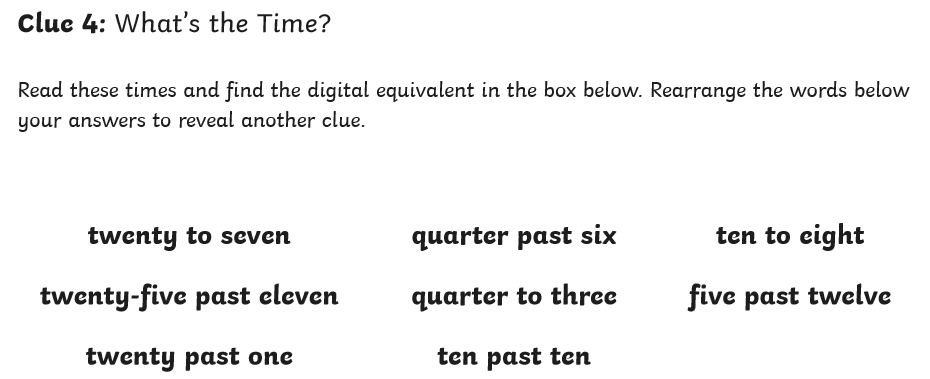 Clue 4: What's the Time?
Read these times and find the digital equivalent in the box below. Rearrange the words below
your answers to reveal another clue.
twenty to seven quarter past six ten to eight
twenty-five past eleven quarter to three five past twelve
twenty past one ten past ten